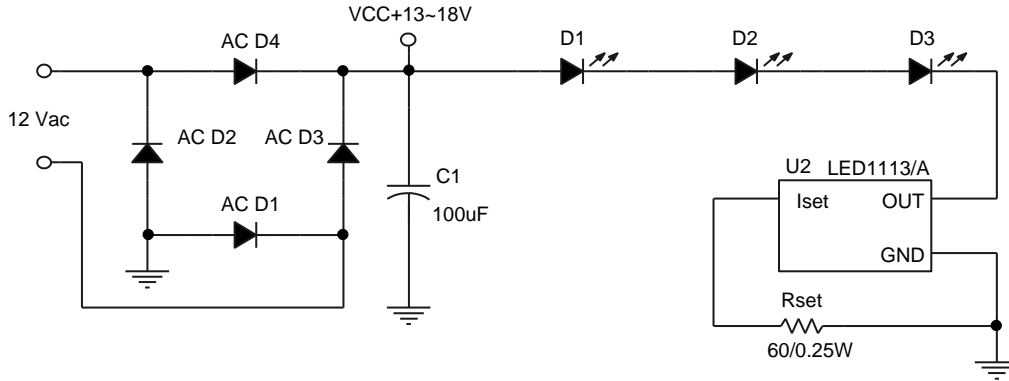 VCC+13~18V
AC D4
D1
D2
D3
12 Vac
AC D2
AC D3
U2 LED1113/A
C1
100uF
Iset
OUT
AC D1
GND
Rset
60/0.25W